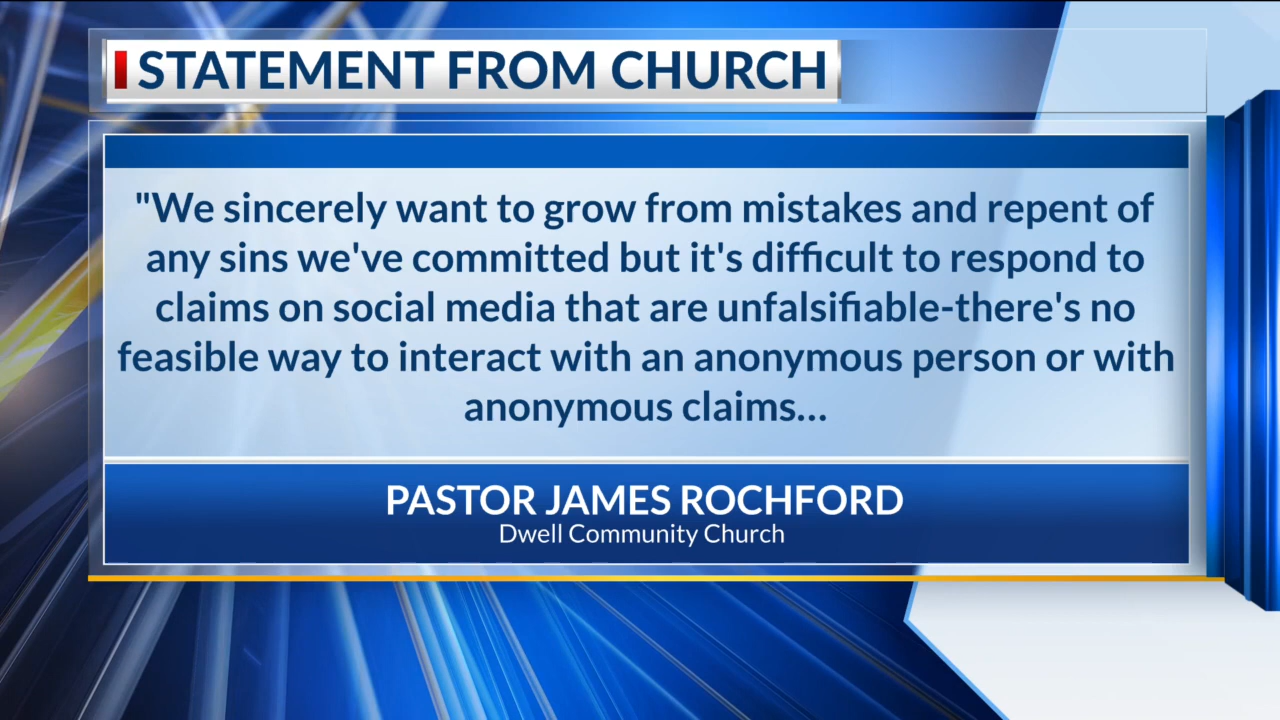 STATEMENT FROM CHURCH
"We sincerely want to grow from mistakes and repent of
any sins we've committed but it's difficult to respond to
claims on social media that are unfalsifiable-there's no
feasible way to interact with an anonymous person or with
anonymous claims...
PASTOR JAMES ROCHFORD
Dwell Community Church